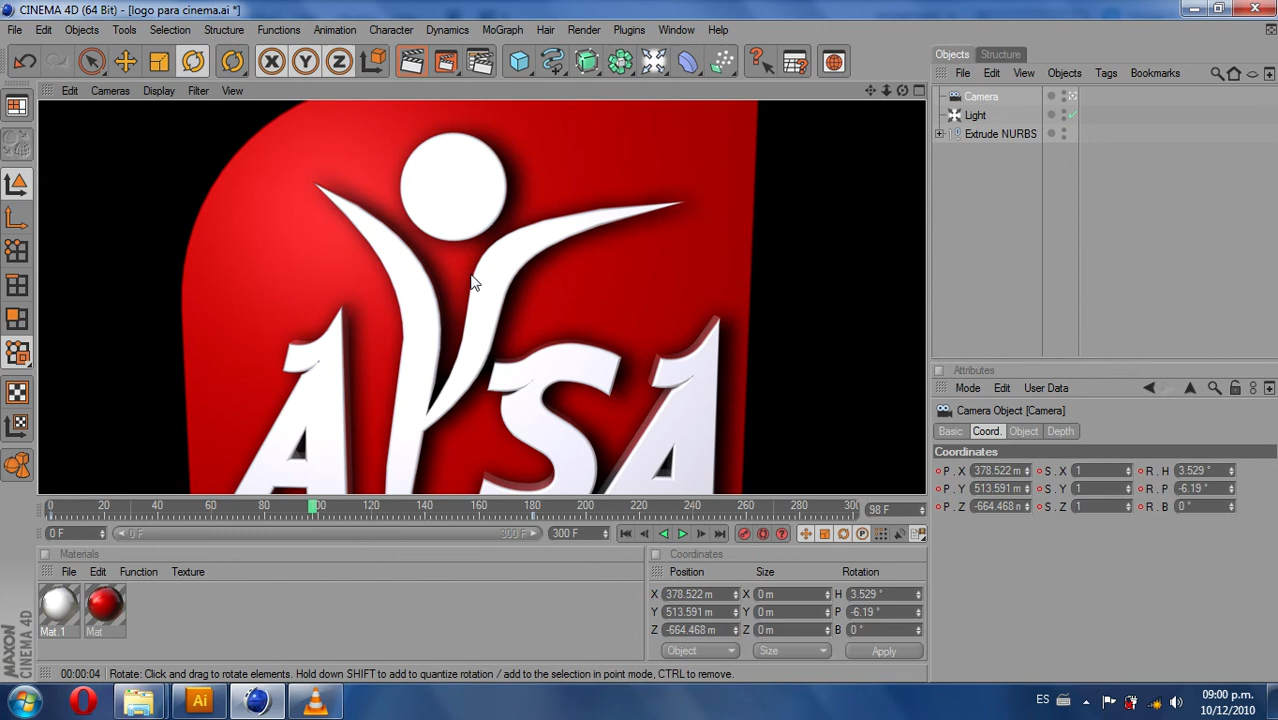 CINEMA 4D (64 Bit) - [logo para cinema.ai *]
File Edit Objects Tools Selection Structure Functions Animation Character Dynamics MoGraph Hair Render Plugins Window Help
Objects Structure
File Edit View Objects Tags Bookmarks
Edit Cameras Display Filter View
Camera
Light
Extrude NURBS
AYSA
Attributes
Mode Edit User Data
Camera Object [Camera]
Basic Coord. Object Depth
Coordinates
P . X 378.522 m S . X 1 R . H 3.529 °
P . Y 513.591 m S . Y 1 R . P -6.19 °
P . Z -664.468 m S . Z 1 R . B 0 °
0 20 40 60 80 100 120 140 160 180 200 220 240 260 280 300 98 F
0 F 0 F 300 F 300 F
Materials
File Edit Function Texture
Mat.1 Mat
Coordinates
Position Size Rotation
X 378.522 m X 0 m H 3.529 °
Y 513.591 m Y 0 m P -6.19 °
Z -664.468 m Z 0 m B 0 °
Object Size Apply
MAXON CINEMA 4D
00:00:04 Rotate: Click and drag to rotate elements. Hold down SHIFT to add to quantize rotation / add to the selection in point mode, CTRL to remove.
Ai
ES
09:00 p.m.
10/12/2010